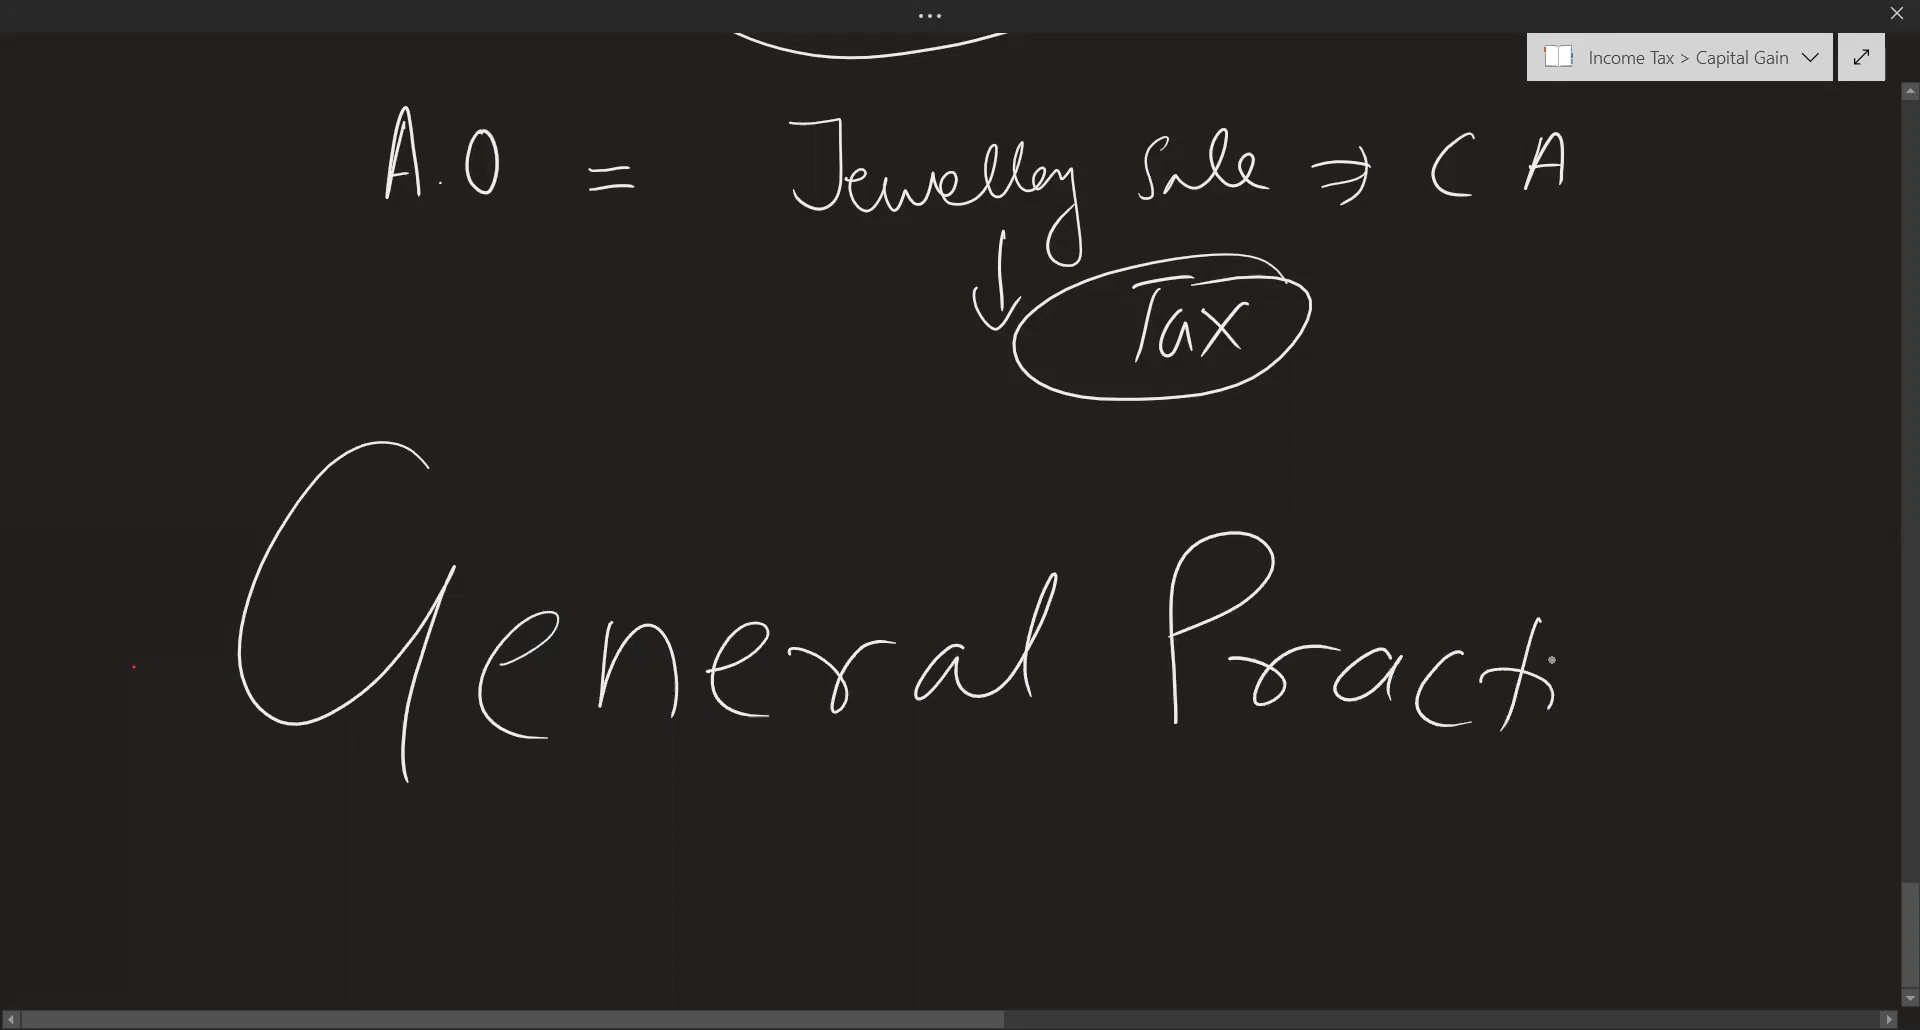 Income Tax > Capital Gain
A.O = Jewellery Sale ⇒ C A
Tax
General Pract